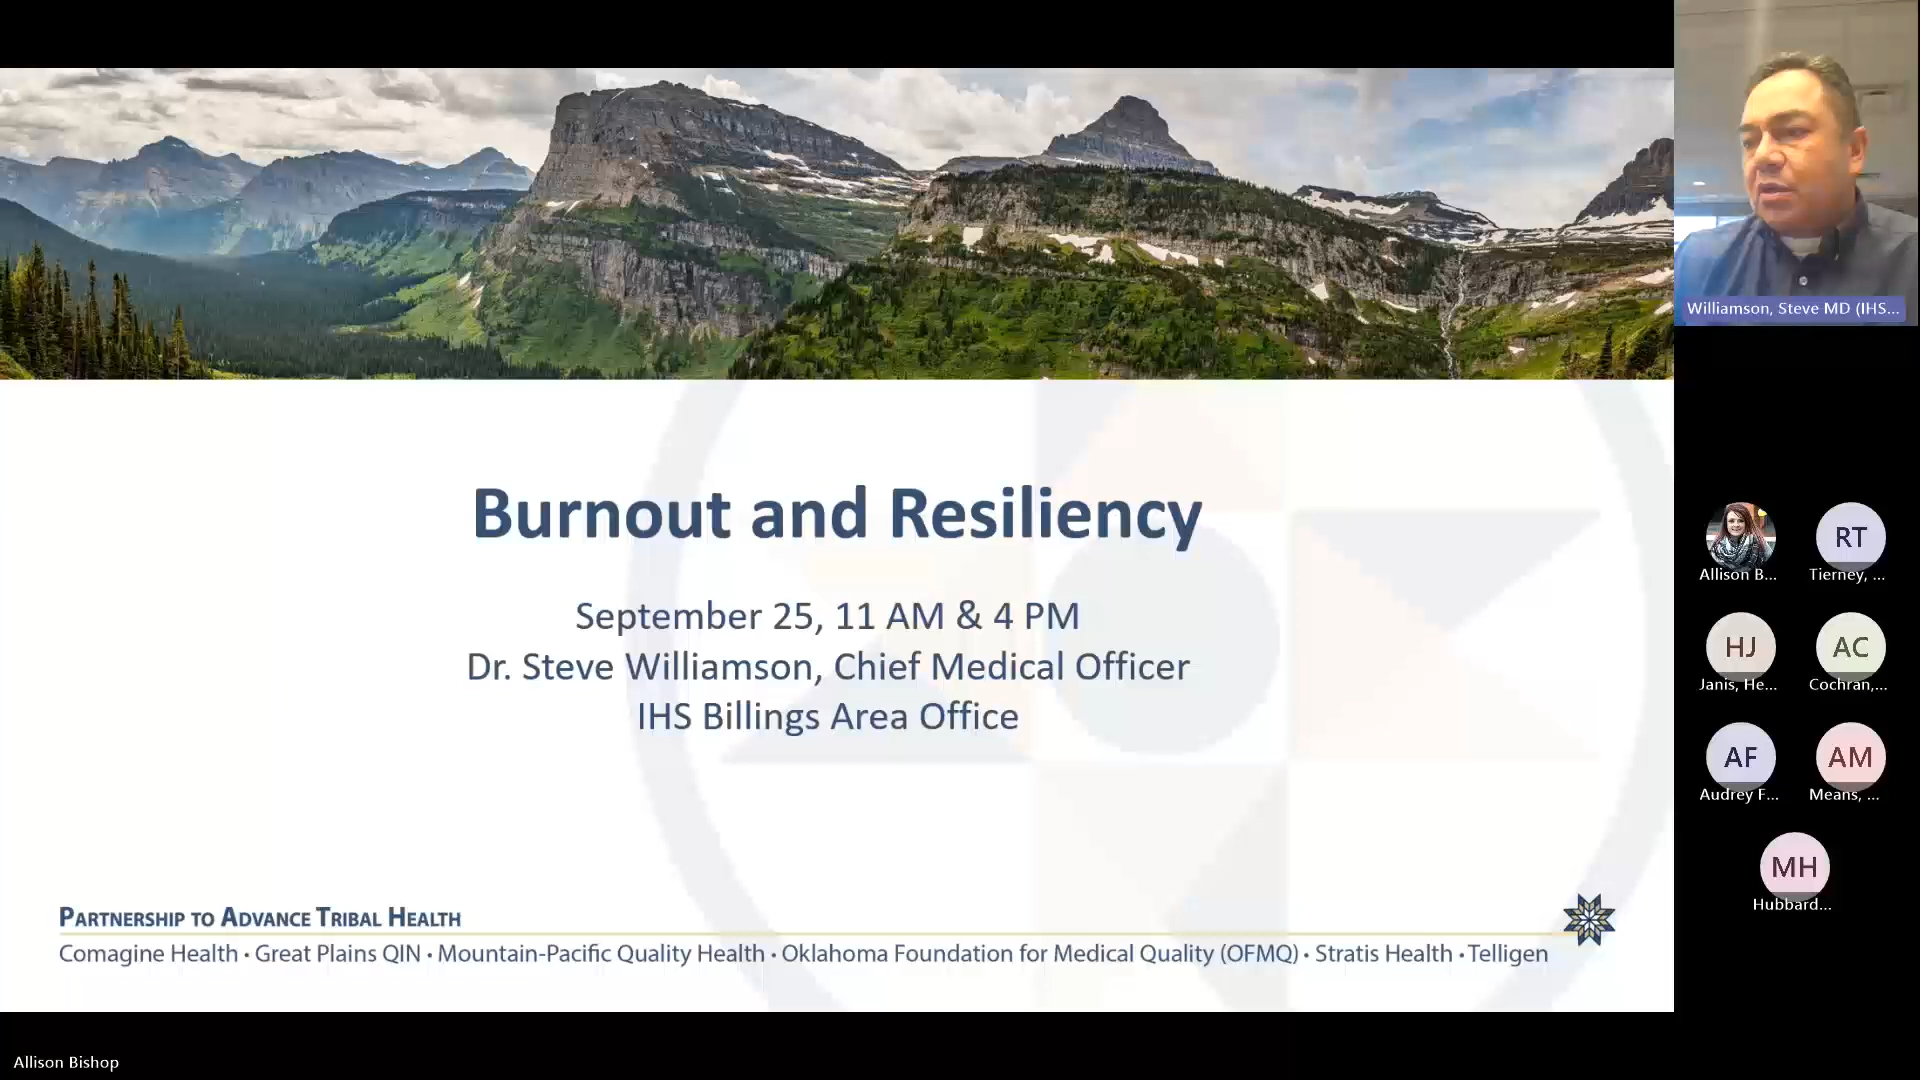 Williamson, Steve MD (IHS...
Burnout and Resiliency
September 25, 11 AM & 4 PM
Dr. Steve Williamson, Chief Medical Officer
IHS Billings Area Office
PARTNERSHIP TO ADVANCE TRIBAL HEALTH
Comagine Health • Great Plains QIN • Mountain-Pacific Quality Health • Oklahoma Foundation for Medical Quality (OFMQ) • Stratis Health • Telligen
RT
Allison B... Tierney, ...
HJ AC
Janis, He... Cochran,...
AF AM
Audrey F... Means, ...
MH
Hubbard...
Allison Bishop